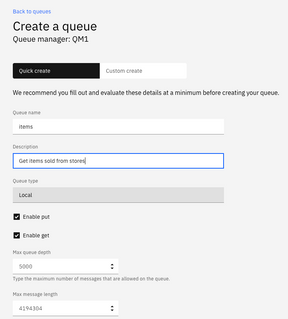 Back to queues
Create a queue
Queue manager: QM1
Quick create
Custom create
We recommend you fill out and evaluate these details at a minimum before creating your queue.
Queue name
items
Description
Get items sold from stores
Queue type
Local
Enable put
Enable get
Max queue depth
5000
Type the maximum number of messages that are allowed on the queue.
Max message length
4194304